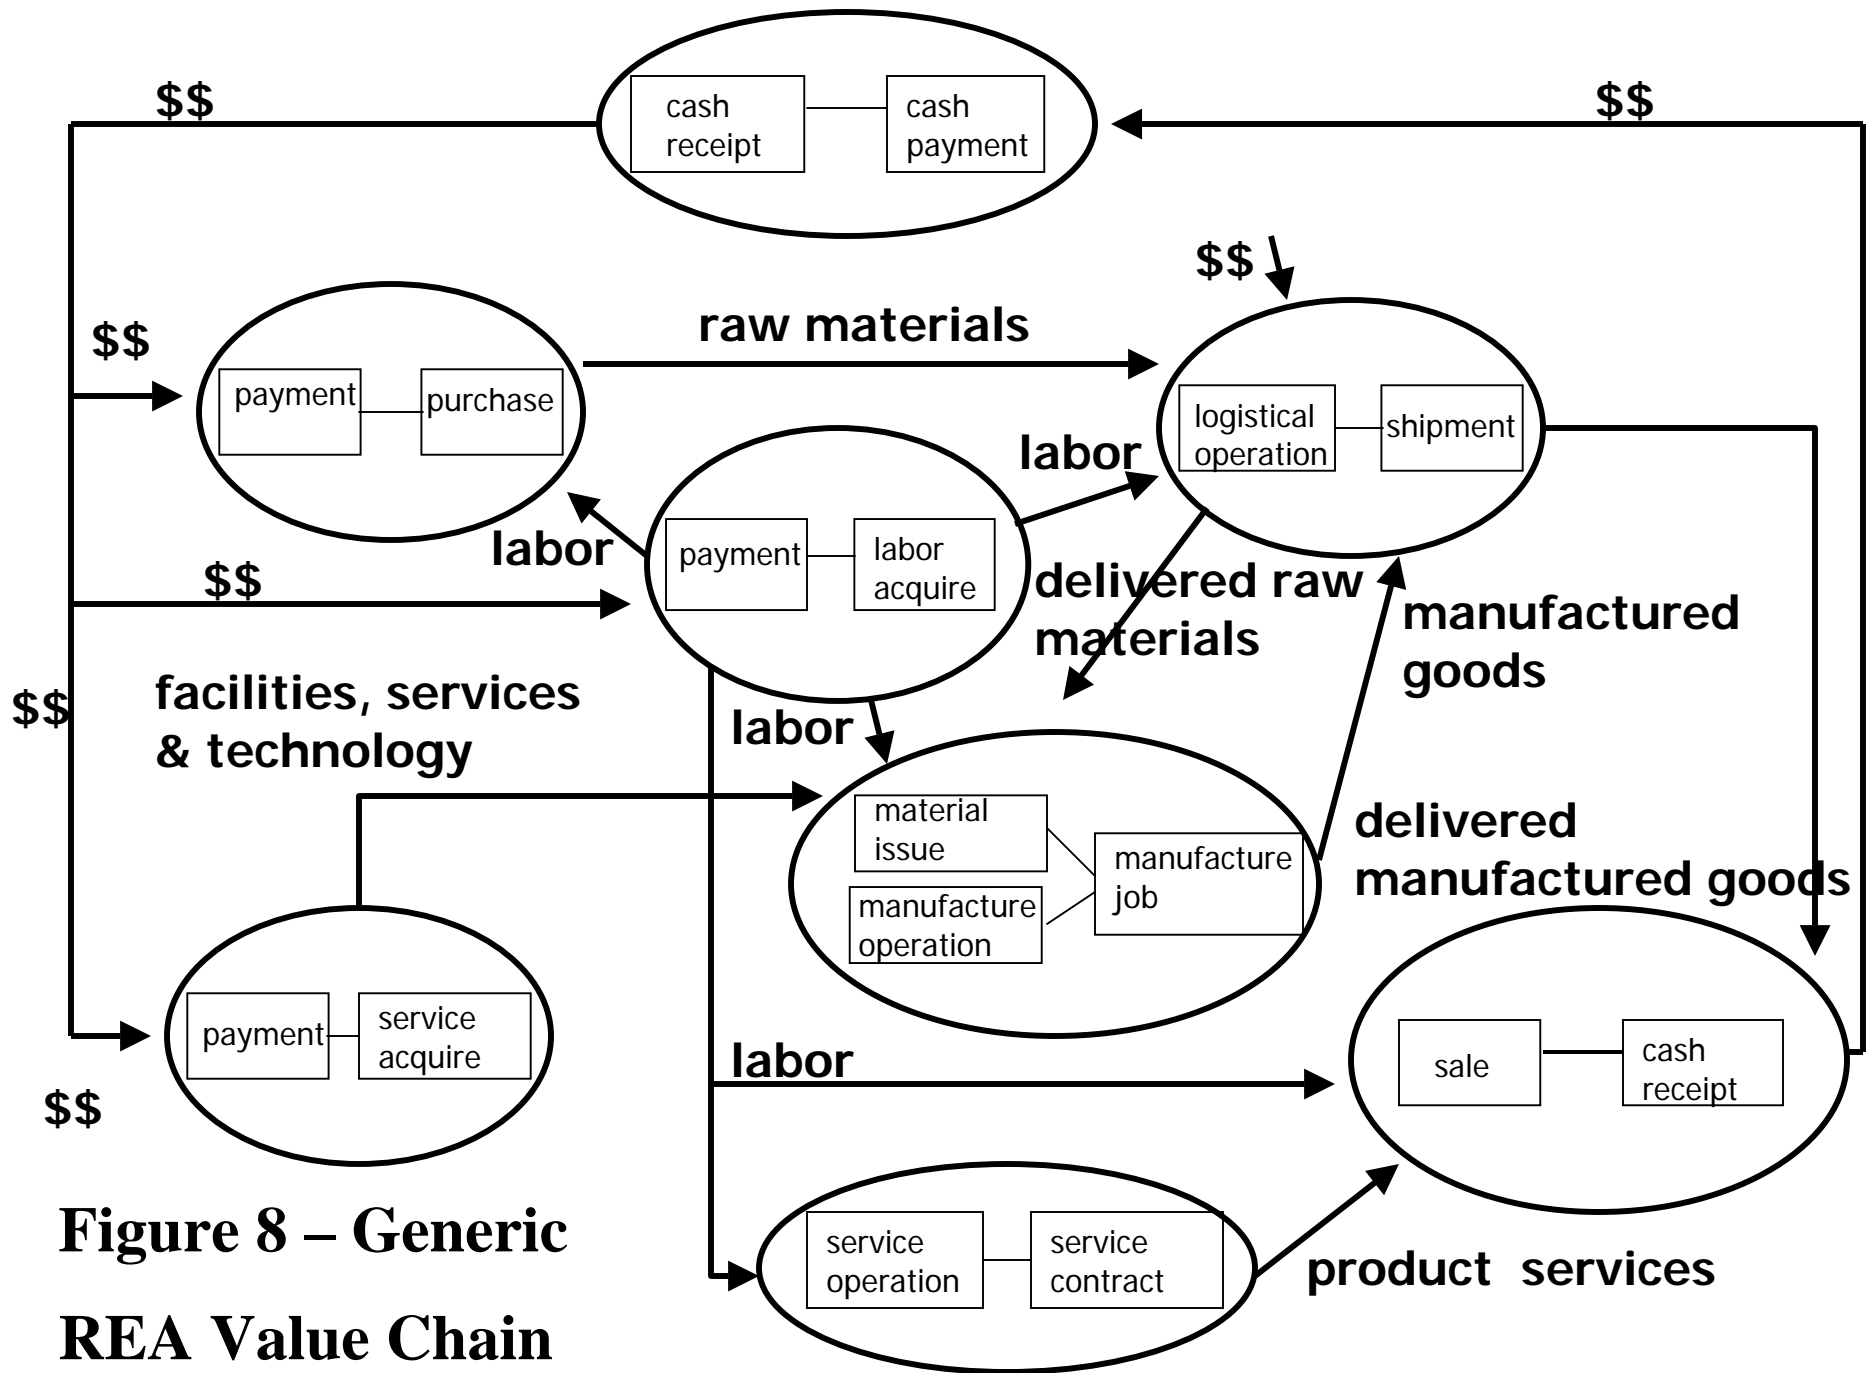 $$
$$
cash
receipt
cash
payment
$$
$$
raw materials
payment
purchase
logistical
operation
shipment
labor
labor
payment
labor
acquire
$$
delivered raw
materials
manufactured
goods
$$
facilities, services
& technology
labor
material
issue
manufacture
operation
manufacture
job
delivered
manufactured goods
payment
service
acquire
$$
labor
sale
cash
receipt
service
operation
service
contract
product services
Figure 8 – Generic
REA Value Chain